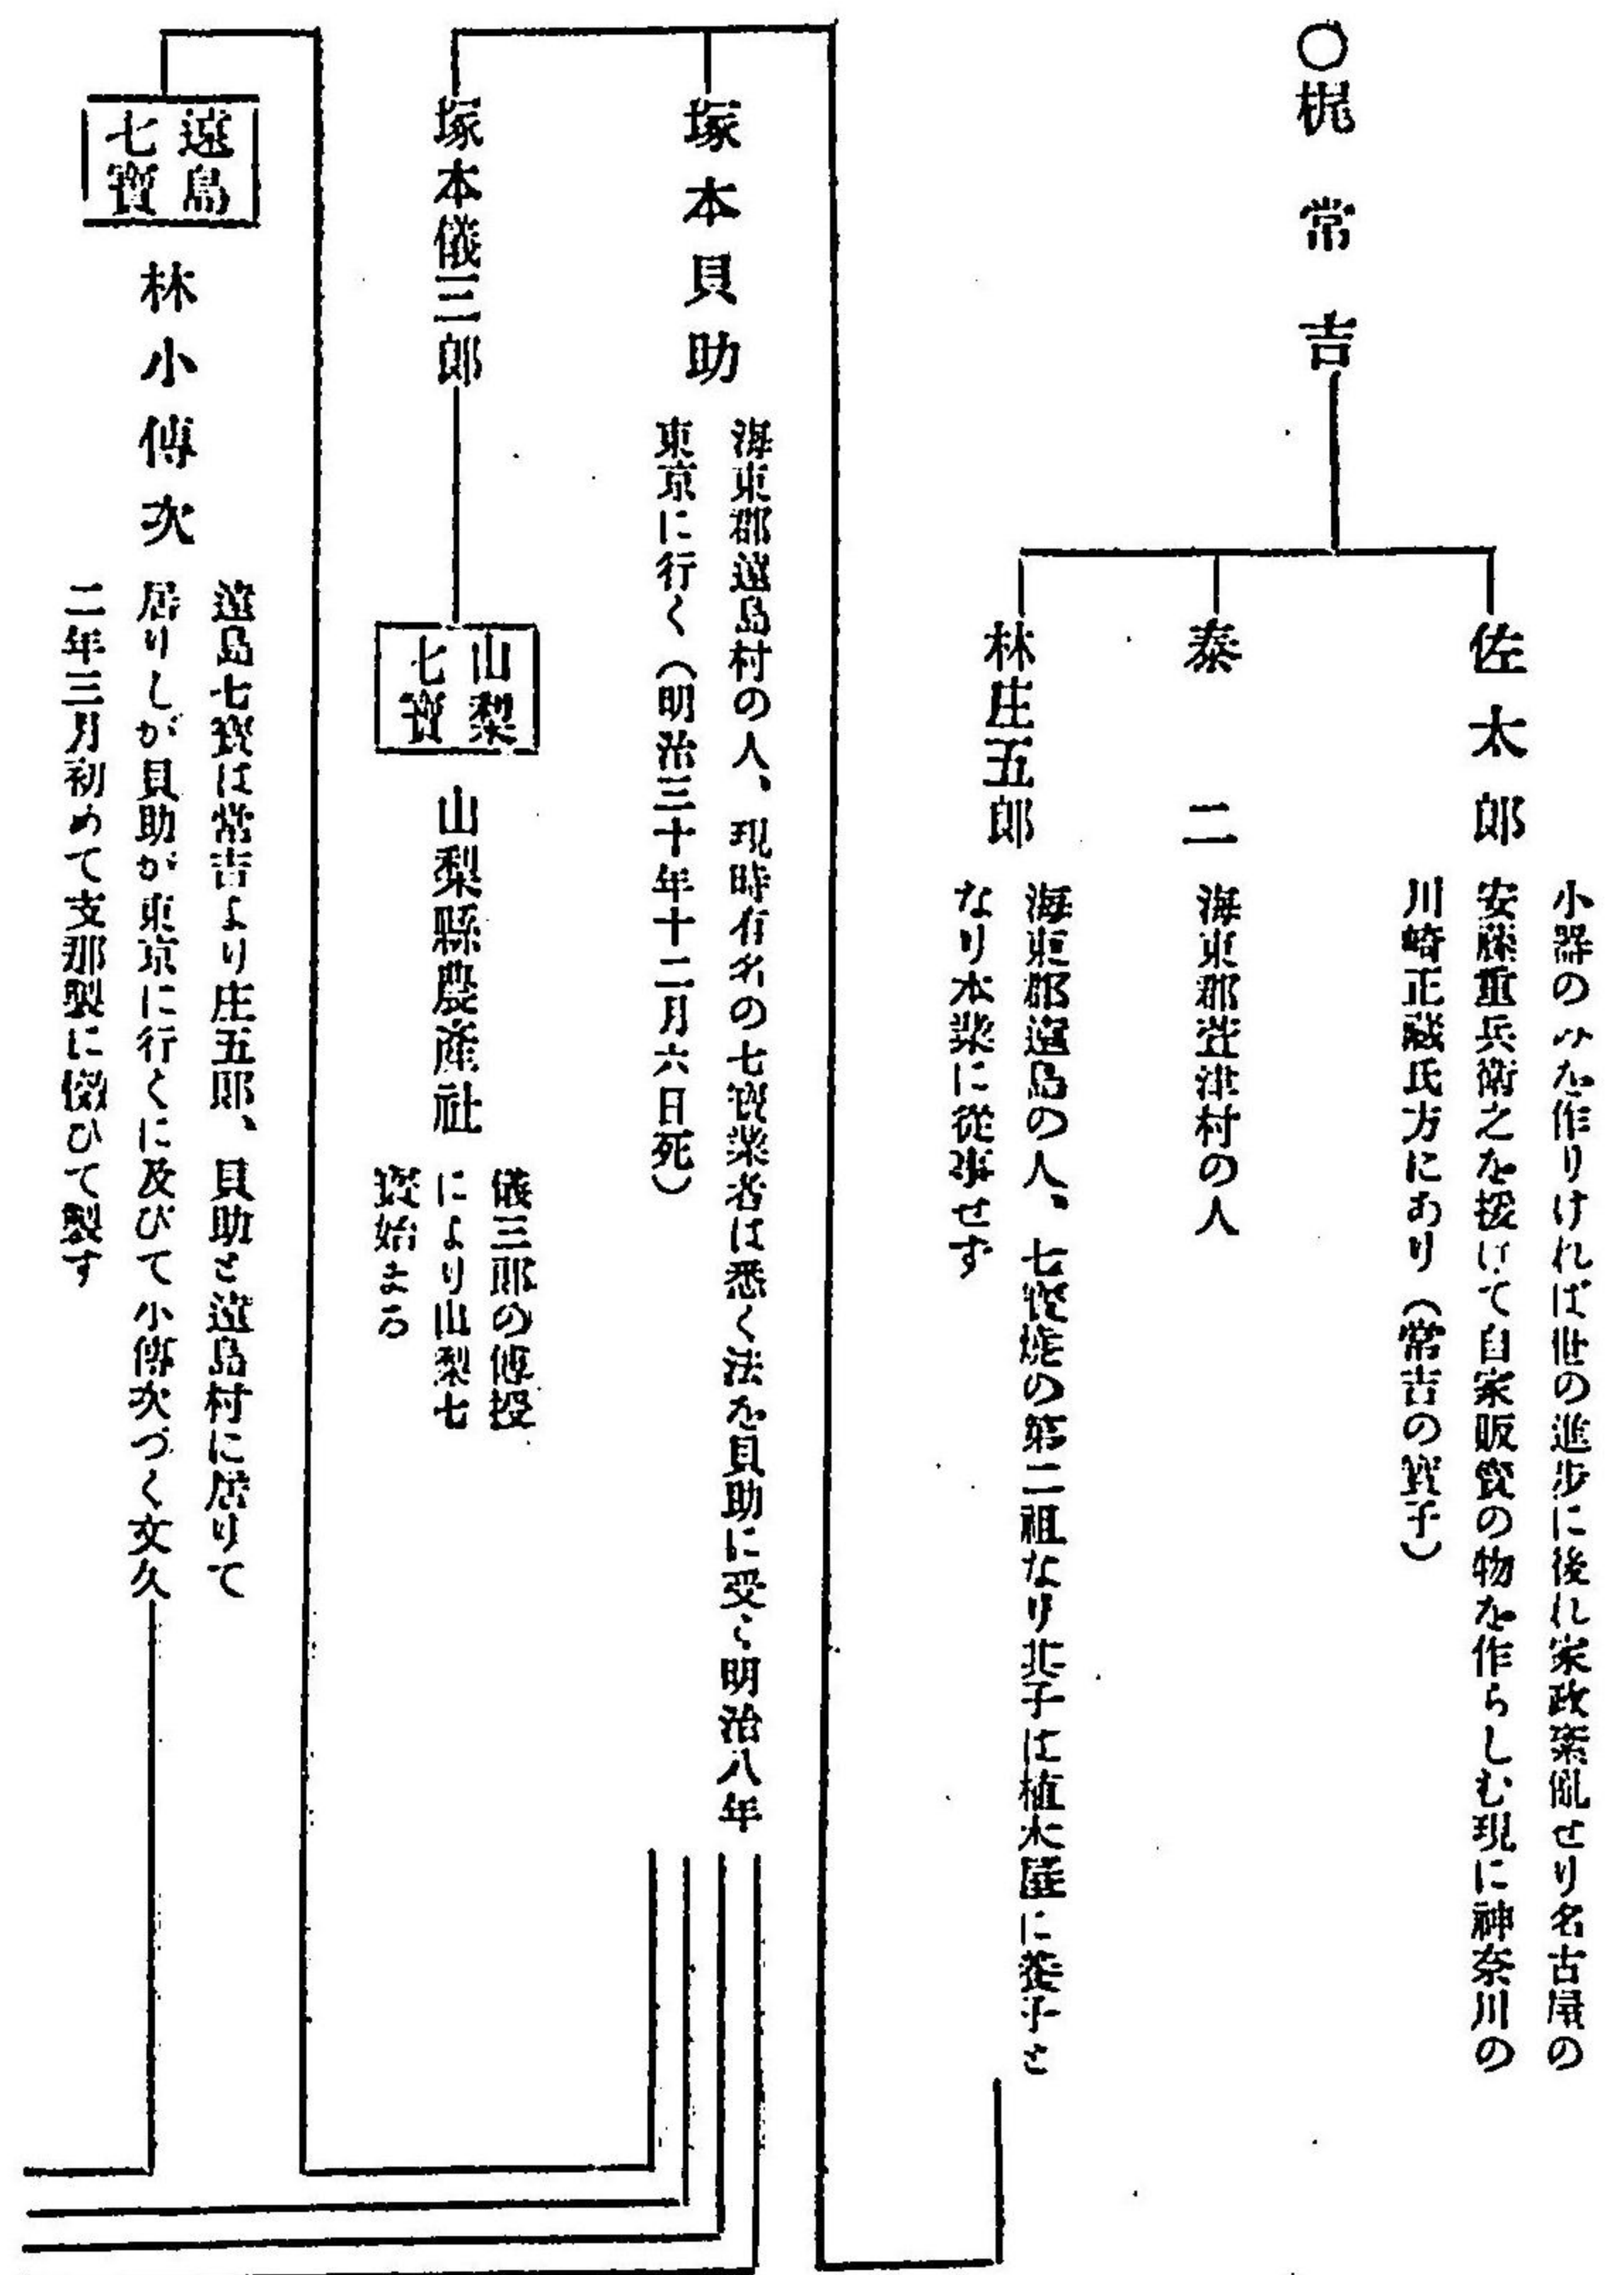 〇梶常吉
佐太郎
小器のみを作りければ世の進歩に後れ家政紊亂せり名古屋の
安藤重兵衛之を援けて自家販賣の物を作らしむ現に神奈川の
川崎正藏氏方にあり（常吉の實子）
泰二
海東郡萱津村の人
林庄五郎
海東郡遠島の人、七寶燒の第二祖なり其子は植木屋に養子と
なり本業に從事せず
塚本貝助
海東郡遠島村の人、現時有名の七寶業者は悉く法を貝助に受く明治八年
東京に行く（明治三十年十二月六日死）
塚本儀三郎
山梨
七寶
山梨縣農產社
儀三郎の傳授
により山梨七
寶始まる
遠島
七寶
林小傳次
遠島七寶は常吉より庄五郎、貝助と遠島村に居りて
居りしが貝助が東京に行くに及びて小傳次つづく文久
二年三月初めて支那製に傚ひて製す